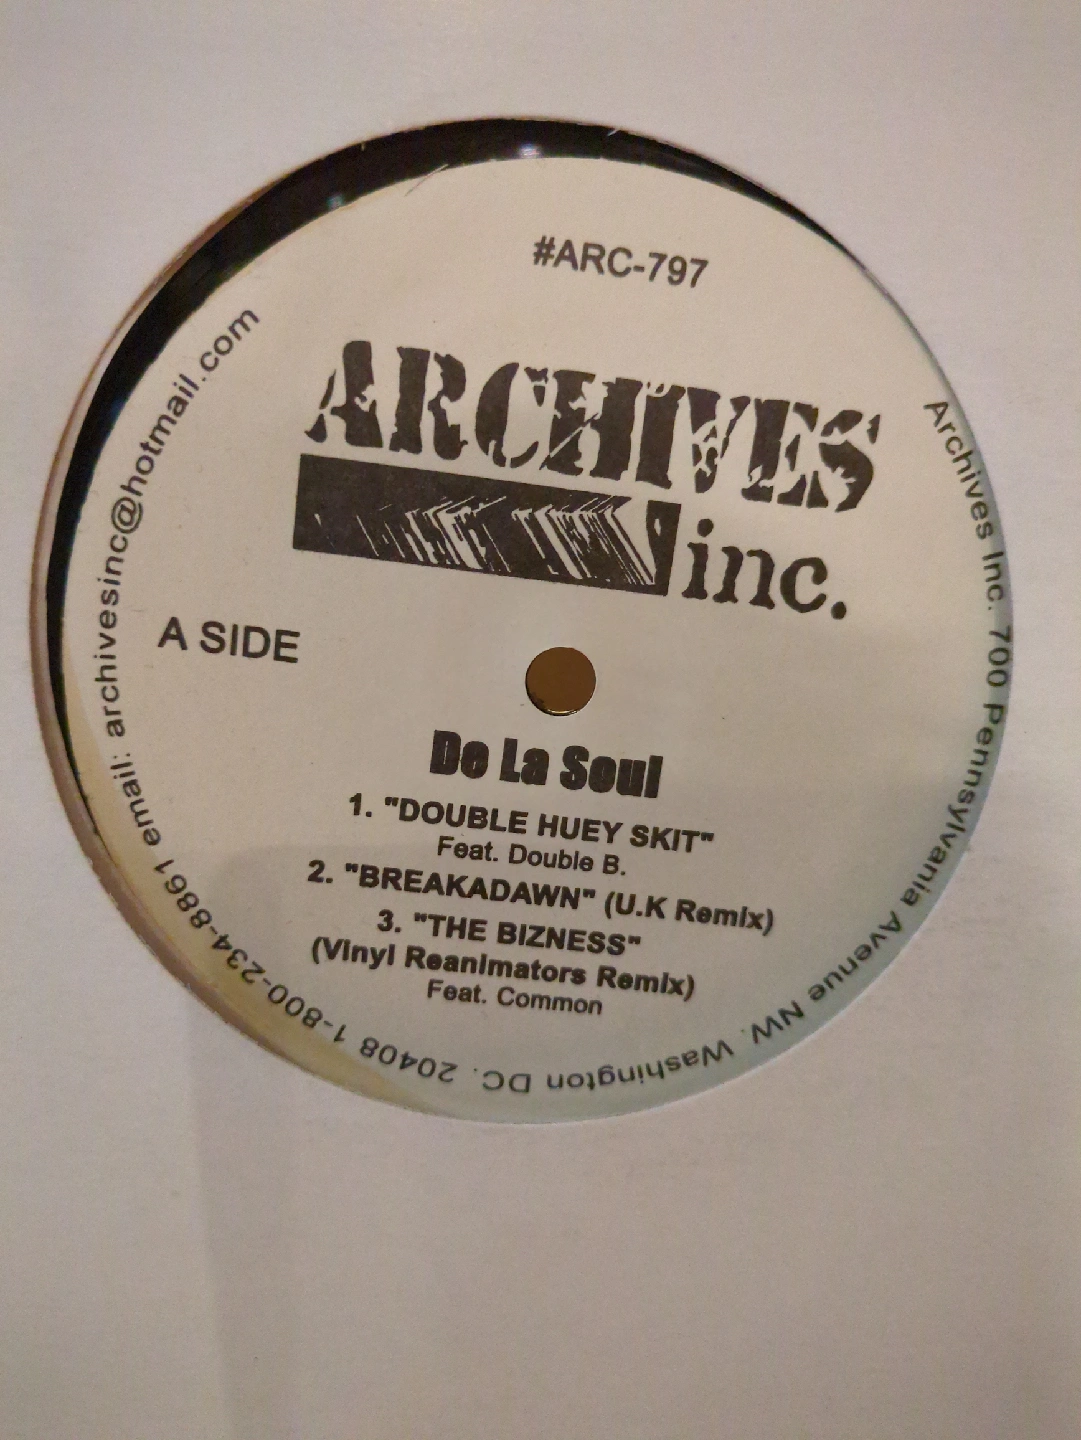 #ARC-797
ARCHIVES
inc.
A SIDE
De La Soul
1. "DOUBLE HUEY SKIT"
Feat. Double B.
2. "BREAKADAWN" (U.K Remix)
3. "THE BIZNESS"
(Vinyl Reanimators Remix)
Feat. Common
Archives Inc. 700 Pennsylvania Avenue NW. Washington DC. 20408 1-800-234-8861 email: archivesinc@hotmail.com